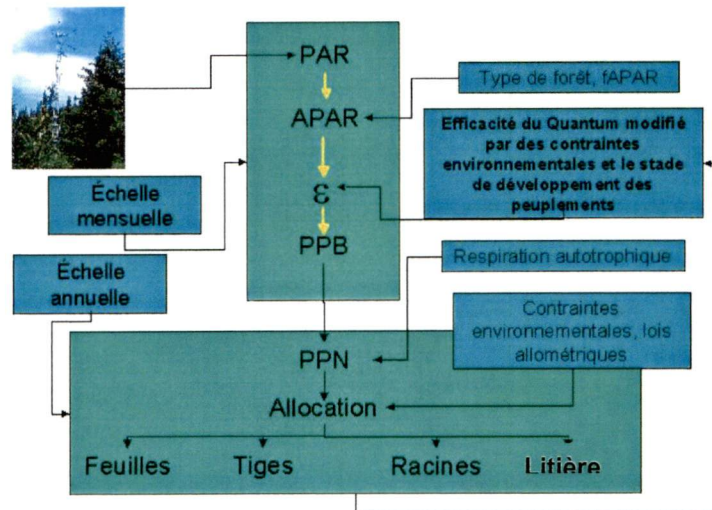 PAR
Type de forêt, fAPAR
APAR
Efficacité du Quantum modifié
par des contraintes
environnementales et le stade
de développement des
peuplements
Échelle
mensuelle
ε
PPB
Échelle
annuelle
Respiration autotrophique
Contraintes
environnementales, lois
allométriques
PPN
Allocation
Feuilles Tiges Racines Litière